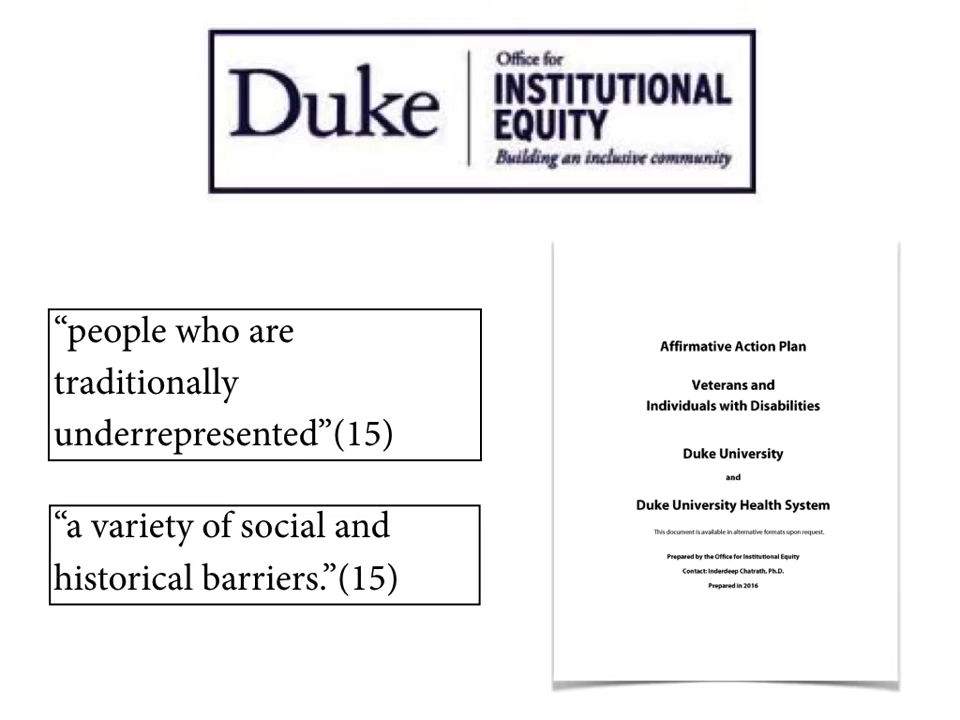 Duke
Office for
INSTITUTIONAL
EQUITY
Building an inclusive community
“people who are
traditionally
underrepresented”(15)
“a variety of social and
historical barriers.”(15)
Affirmative Action Plan
Veterans and
Individuals with Disabilities
Duke University
and
Duke University Health System
This document is available in alternative formats upon request.
Prepared by the Office for Institutional Equity
Contact: Inderdeep Chatrath, Ph.D.
Prepared in 2016